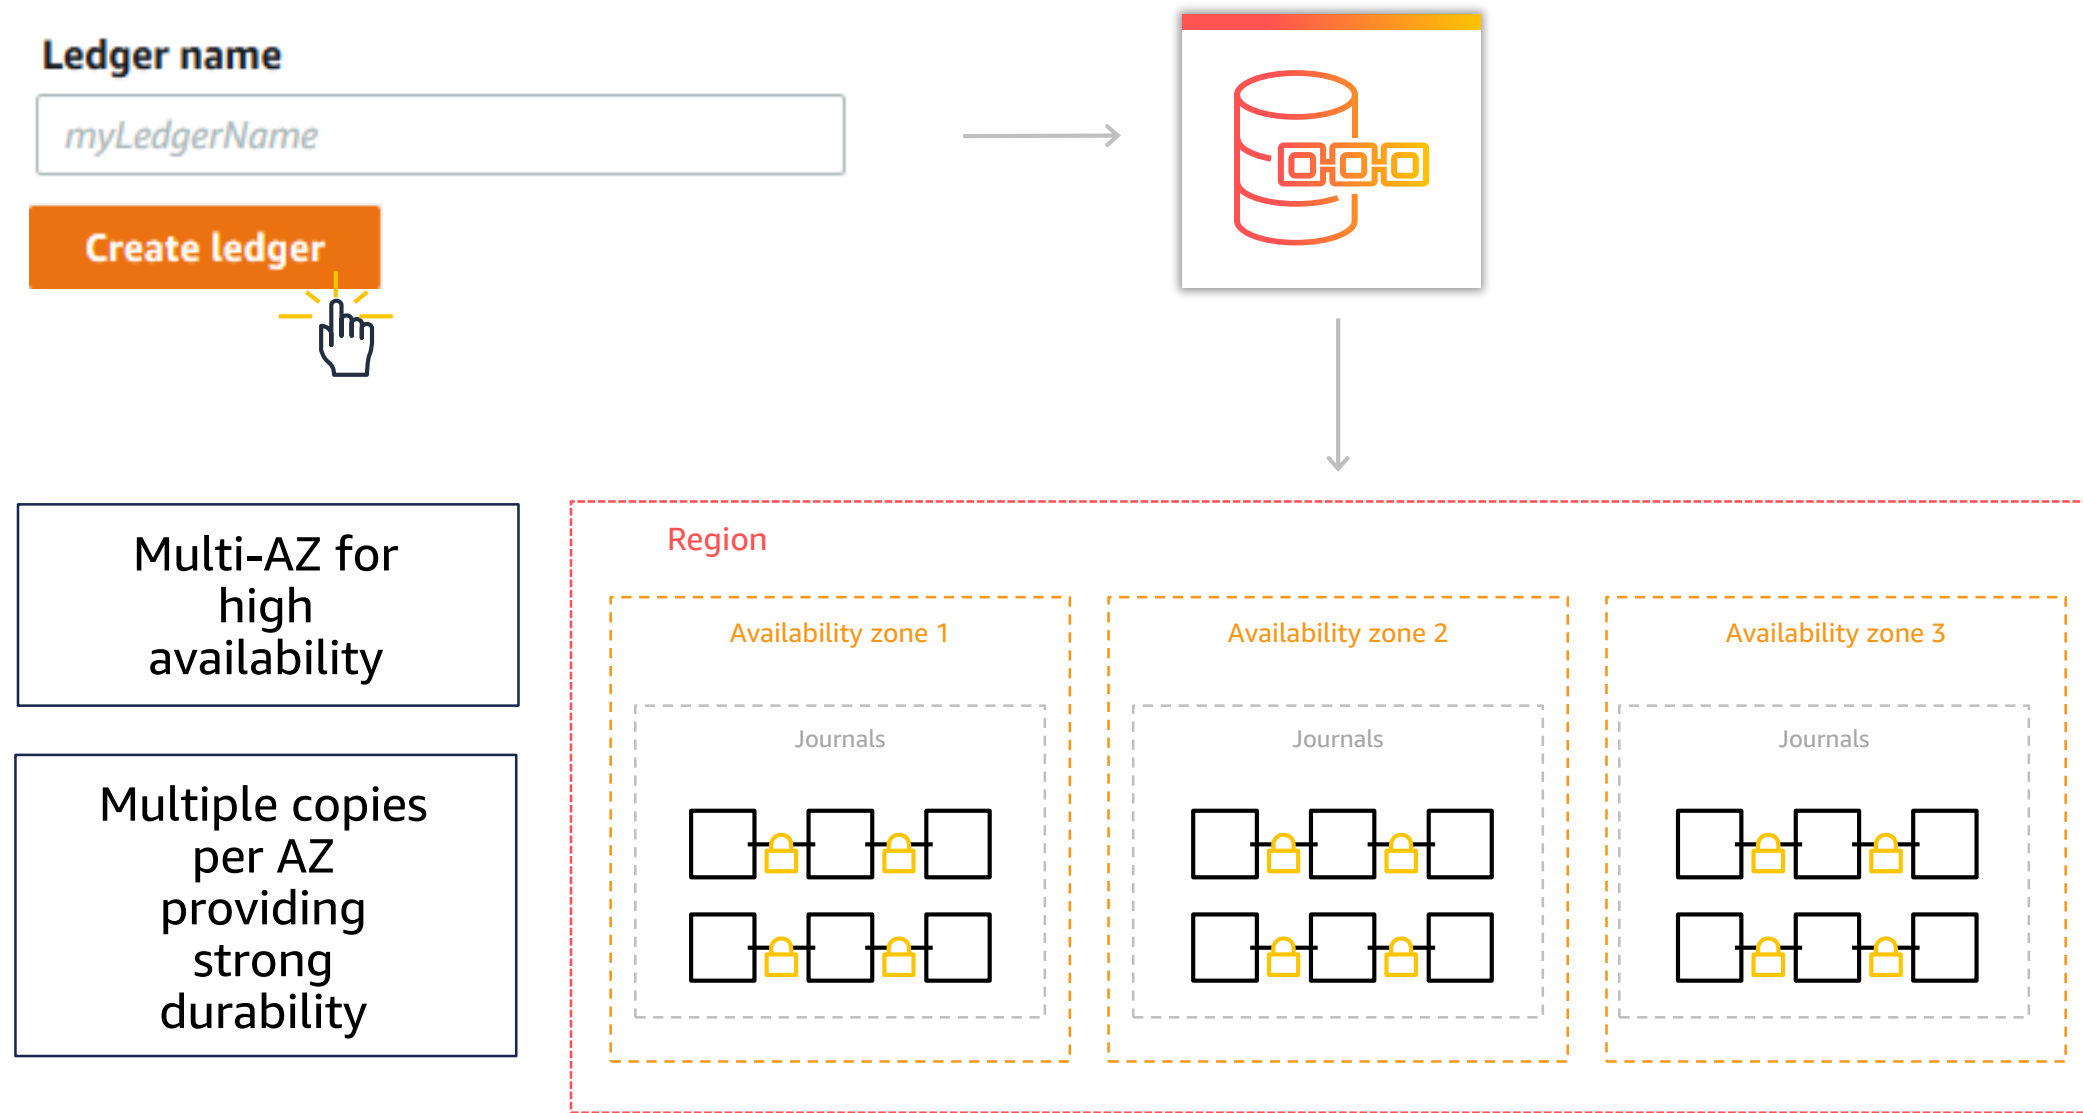 Ledger name
myLedgerName
Create ledger
Multi-AZ for
high
availability
Multiple copies
per AZ
providing
strong
durability
Region
Availability zone 1
Journals
Availability zone 2
Journals
Availability zone 3
Journals